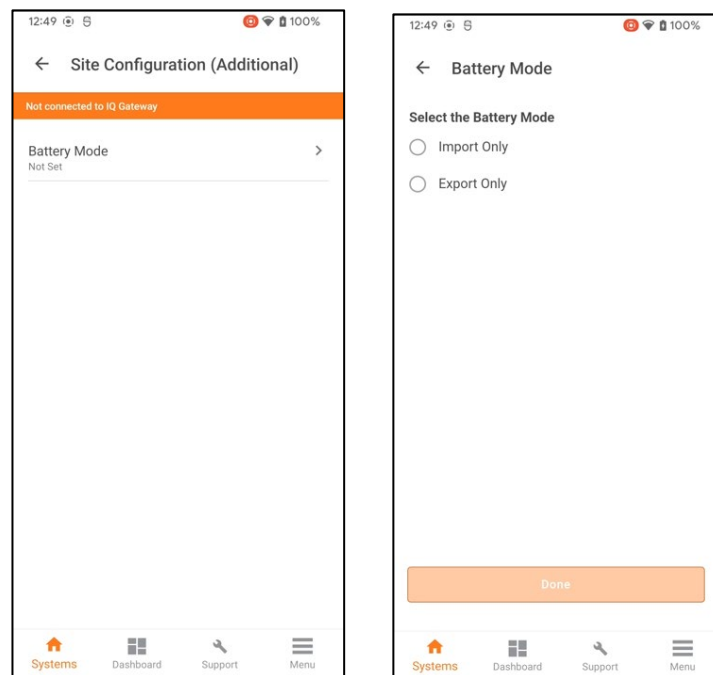 12:49
100%
Site Configuration (Additional)
Not connected to IQ Gateway
Battery Mode
Not Set
Systems
Dashboard
Support
Menu
12:49
100%
Battery Mode
Select the Battery Mode
Import Only
Export Only
Done
Systems
Dashboard
Support
Menu